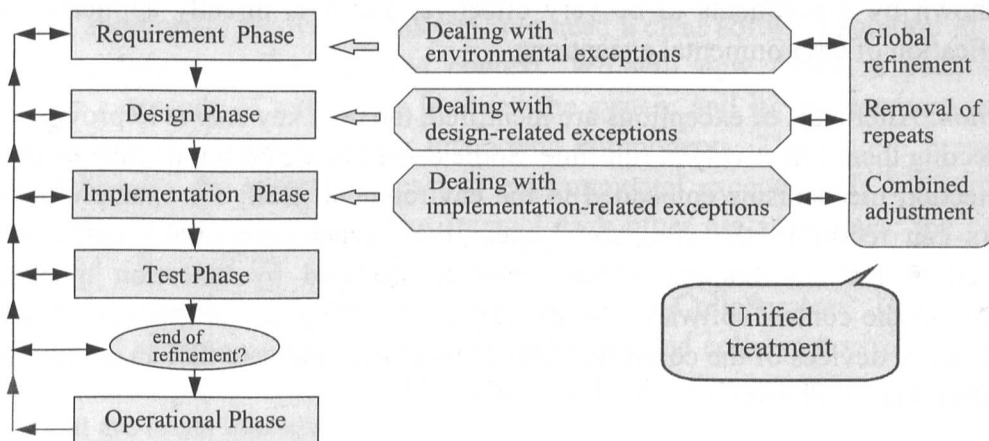 Requirement Phase
Design Phase
Implementation Phase
Test Phase
end of
refinement?
Operational Phase
Dealing with
environmental exceptions
Dealing with
design-related exceptions
Dealing with
implementation-related exceptions
Global
refinement
Removal of
repeats
Combined
adjustment
Unified
treatment